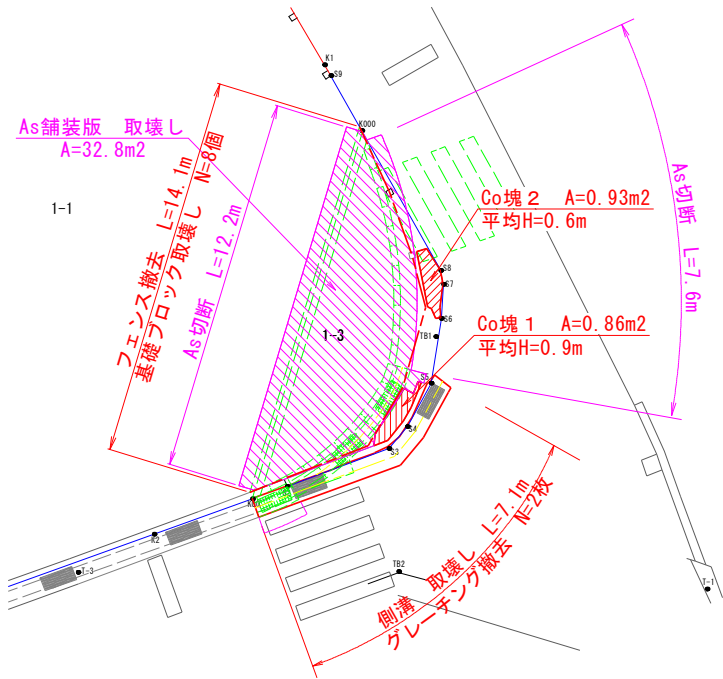 K1
S9
K000
As舗装版　取壊し
A=32.8m2
1-1
フェンス撤去　L=14.1m
基礎ブロック取壊し　N=8個
As切断　L=12.2m
Co塊２　A=0.93m2
平均H=0.6m
As切断　L=7.6m
S8
S7
S6
TB1
1-3
Co塊１　A=0.86m2
平均H=0.9m
S5
S4
S3
K2
T-3
TB2
側溝　取壊し　L=7.1m
グレーチング撤去　N=2枚
T-1